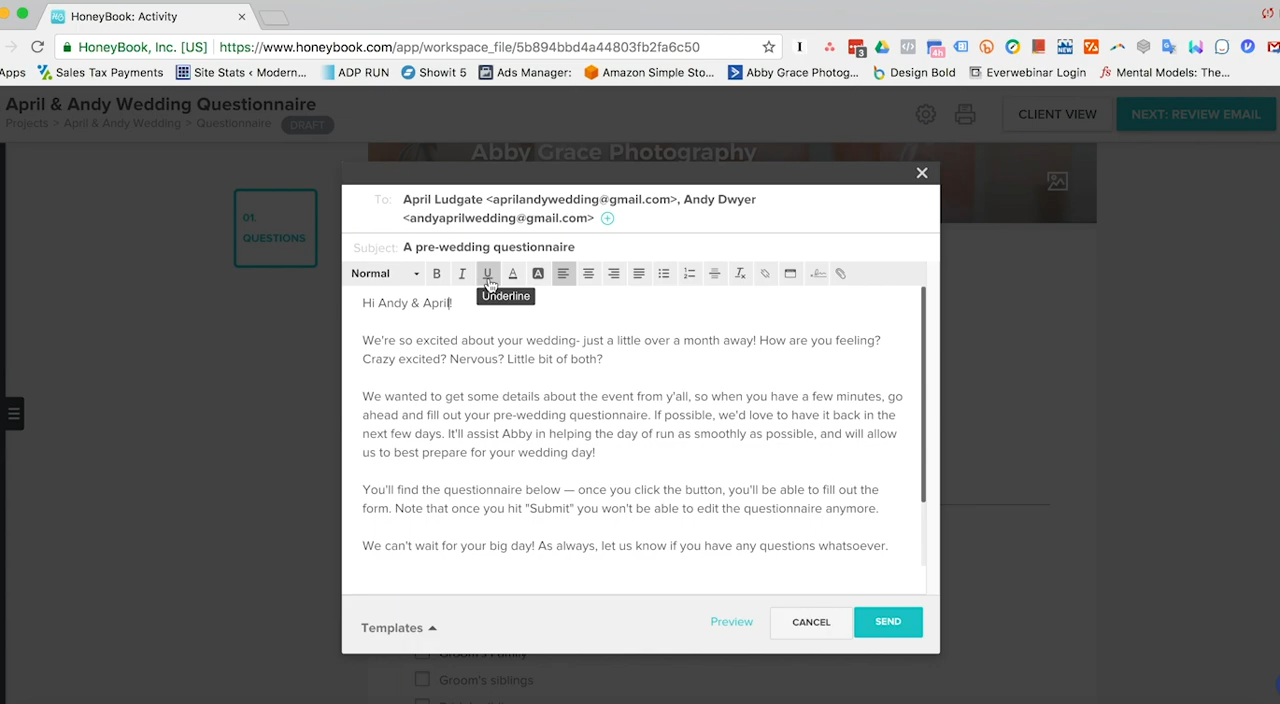 HoneyBook: Activity
HoneyBook, Inc. [US] https://www.honeybook.com/app/workspace_file/5b894bbd4a44803fb2fa6c50
3
NEW
4h
Apps Sales Tax Payments Site Stats ‹ Modern... ADP RUN Showit 5 Ads Manager: Amazon Simple Sto... Abby Grace Photog... Design Bold Everwebinar Login Mental Models: The...
April & Andy Wedding Questionnaire
Projects > April & Andy Wedding > Questionnaire DRAFT
CLIENT VIEW
NEXT: REVIEW EMAIL
Abby Grace Photography
01.
QUESTIONS
To: April Ludgate <aprilandywedding@gmail.com>, Andy Dwyer
<andyaprilwedding@gmail.com>
Subject: A pre-wedding questionnaire
Normal B I U A A
Underline
Hi Andy & April!
We're so excited about your wedding- just a little over a month away! How are you feeling?
Crazy excited? Nervous? Little bit of both?
We wanted to get some details about the event from y'all, so when you have a few minutes, go
ahead and fill out your pre-wedding questionnaire. If possible, we'd love to have it back in the
next few days. It'll assist Abby in helping the day of run as smoothly as possible, and will allow
us to best prepare for your wedding day!
You'll find the questionnaire below — once you click the button, you'll be able to fill out the
form. Note that once you hit "Submit" you won't be able to edit the questionnaire anymore.
We can't wait for your big day! As always, let us know if you have any questions whatsoever.
Templates
Preview
CANCEL
SEND
Groom's Family
Groom's siblings